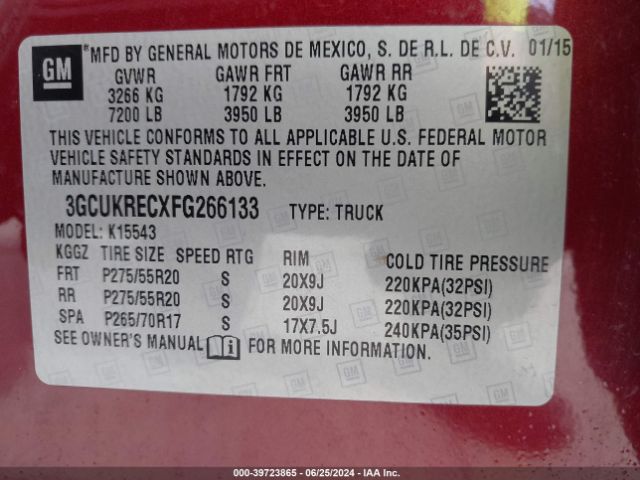 GM *MFD BY GENERAL MOTORS DE MEXICO, S. DE R.L. DE C.V. 01/15
GVWR GAWR FRT GAWR RR
3266 KG 1792 KG 1792 KG
7200 LB 3950 LB 3950 LB
THIS VEHICLE CONFORMS TO ALL APPLICABLE U.S. FEDERAL MOTOR
VEHICLE SAFETY STANDARDS IN EFFECT ON THE DATE OF
MANUFACTURE SHOWN ABOVE.
3GCUKRECXFG266133 TYPE: TRUCK
MODEL: K15543
KGGZ TIRE SIZE SPEED RTG RIM COLD TIRE PRESSURE
FRT P275/55R20 S 20X9J 220KPA(32PSI)
RR P275/55R20 S 20X9J 220KPA(32PSI)
SPA P265/70R17 S 17X7.5J 240KPA(35PSI)
SEE OWNER'S MANUAL i FOR MORE INFORMATION.
000-39723865 - 06/25/2024 - IAA Inc.